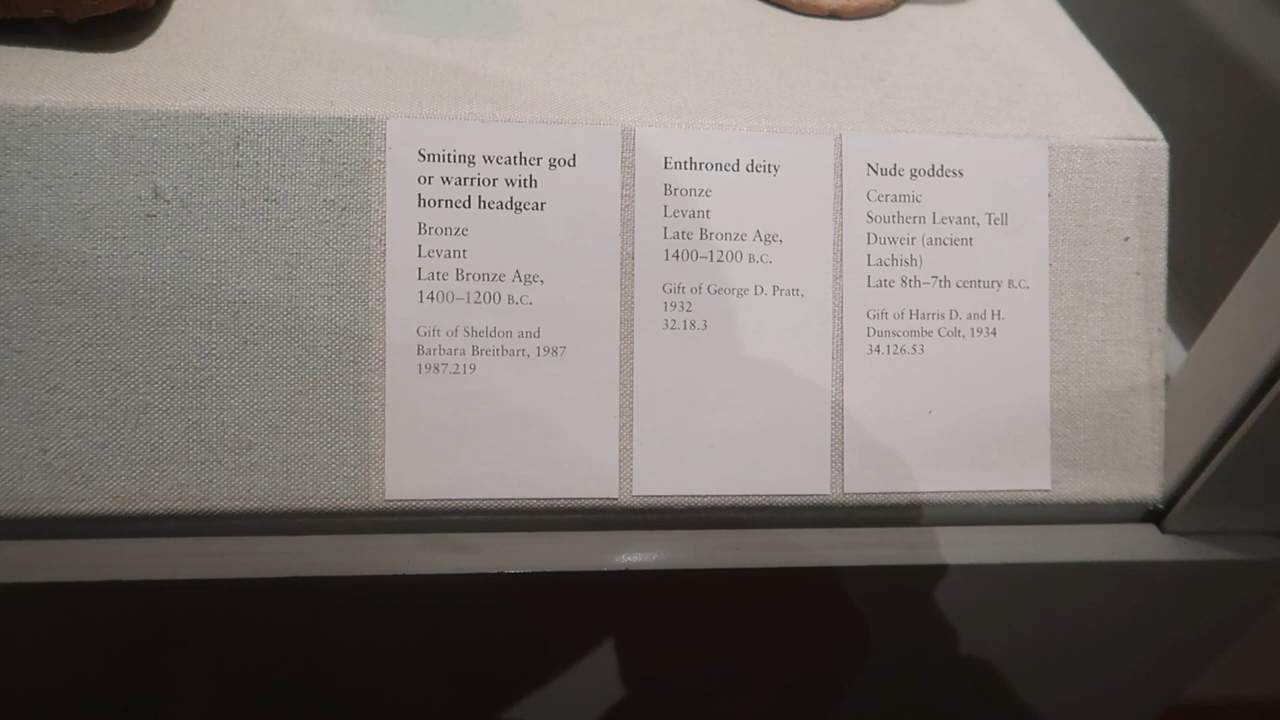 Smiting weather god
or warrior with
horned headgear
Bronze
Levant
Late Bronze Age,
1400–1200 B.C.
Gift of Sheldon and
Barbara Breitbart, 1987
1987.219
Enthroned deity
Bronze
Levant
Late Bronze Age,
1400–1200 B.C.
Gift of George D. Pratt,
1932
32.18.3
Nude goddess
Ceramic
Southern Levant, Tell
Duweir (ancient
Lachish)
Late 8th–7th century B.C.
Gift of Harris D. and H.
Dunscombe Colt, 1934
34.126.53